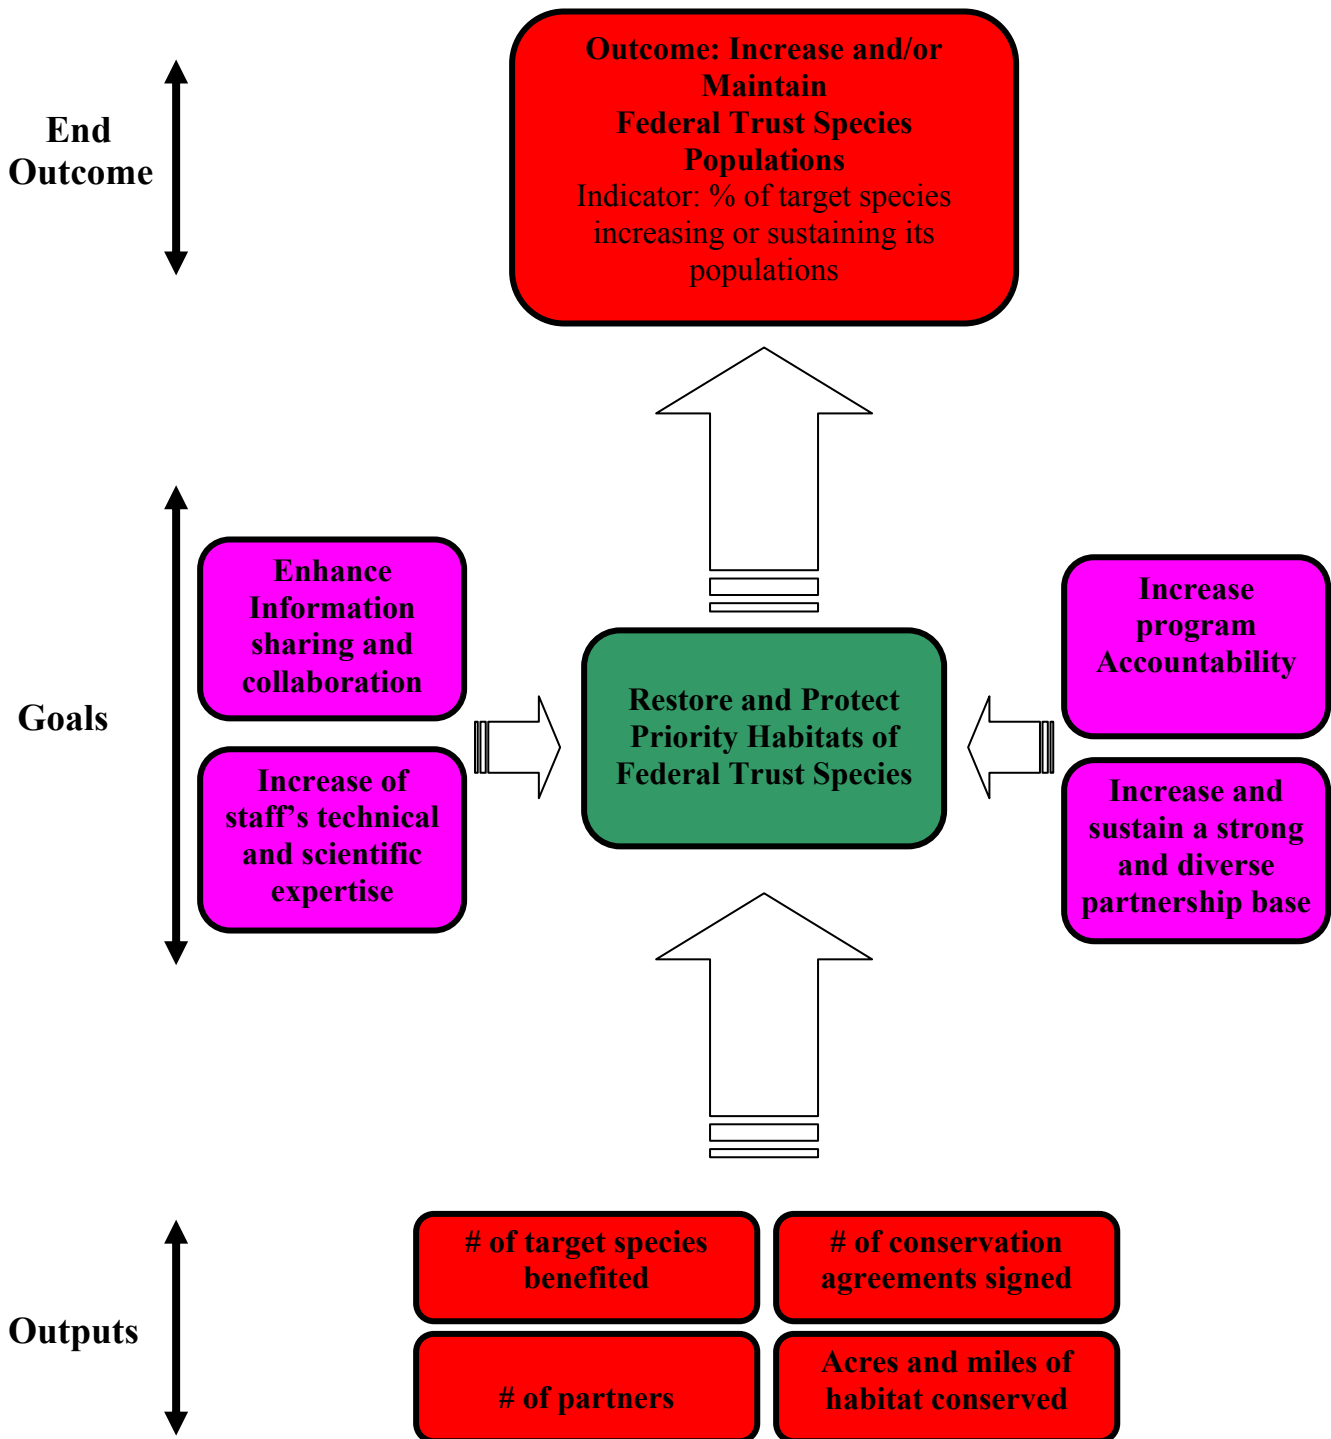 Outcome: Increase and/or
Maintain
Federal Trust Species
Populations
Indicator: % of target species
increasing or sustaining its
populations
End
Outcome
Enhance
Information
sharing and
collaboration
Increase
program
Accountability
Restore and Protect
Priority Habitats of
Federal Trust Species
Goals
Increase of
staff’s technical
and scientific
expertise
Increase and
sustain a strong
and diverse
partnership base
# of target species
benefited
# of conservation
agreements signed
Outputs
# of partners
Acres and miles of
habitat conserved